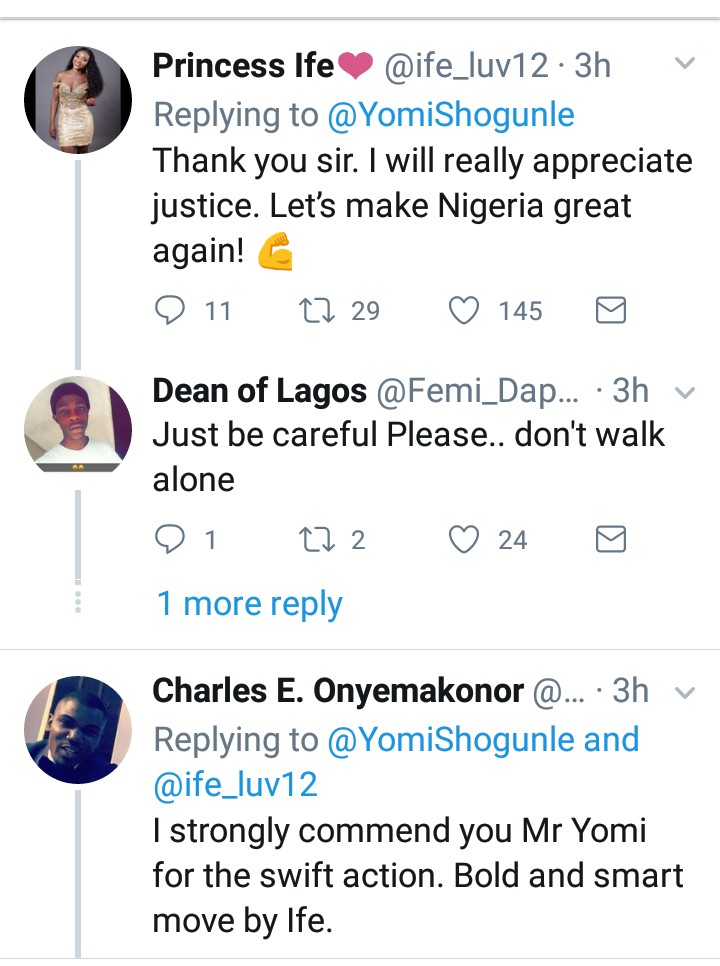 Princess Ife❤ @ife_luv12 · 3h
Replying to @YomiShogunle
Thank you sir. I will really appreciate
justice. Let’s make Nigeria great
again! 💪
11 29 145
Dean of Lagos @Femi_Dap... · 3h
Just be careful Please.. don't walk
alone
1 2 24
1 more reply
Charles E. Onyemakonor @... · 3h
Replying to @YomiShogunle and
@ife_luv12
I strongly commend you Mr Yomi
for the swift action. Bold and smart
move by Ife.